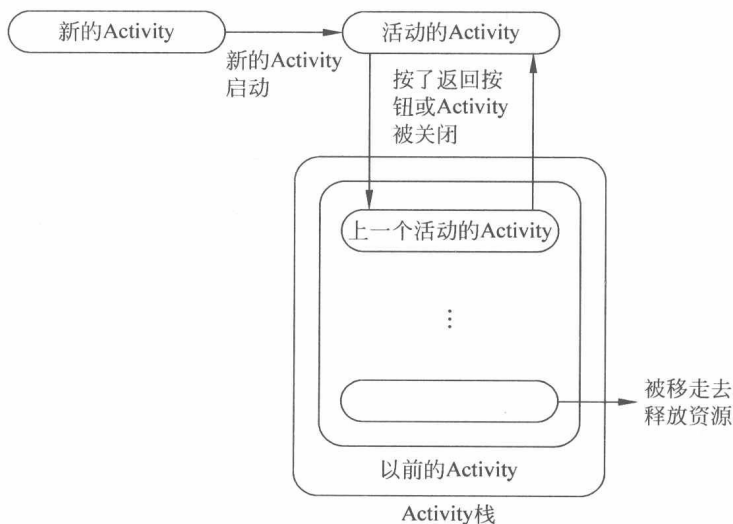 新的Activity
活动的Activity
新的Activity
启动
按了返回按
钮或Activity
被关闭
上一个活动的Activity
⋮
被移走去
释放资源
以前的Activity
Activity栈